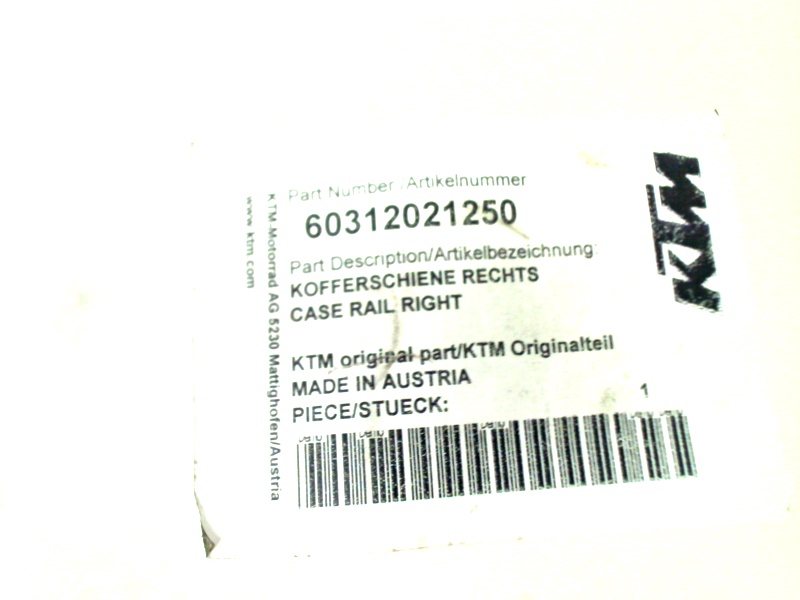 Part Number Artikelnummer
60312021250
Part Description/Artikelbezeichnung:
KOFFERSCHIENE RECHTS
CASE RAIL RIGHT
KTM original part/KTM Originalteil
MADE IN AUSTRIA
PIECE/STUECK: 1
KTM-Motorrad AG 5230 Mattighofen/Austria
www.ktm.com
KTM